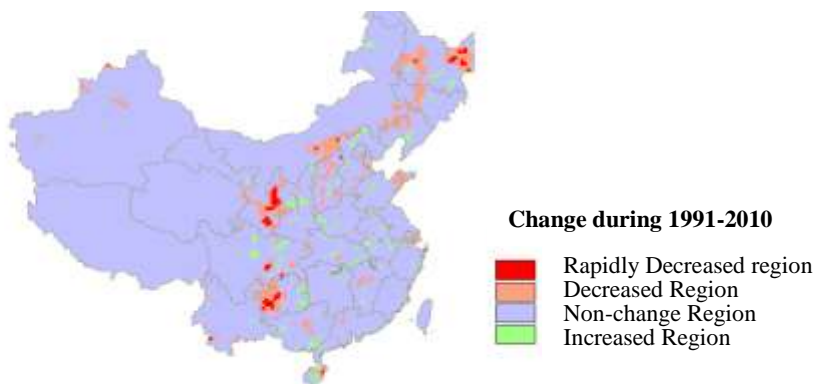 Change during 1991-2010
Rapidly Decreased region
Decreased Region
Non-change Region
Increased Region